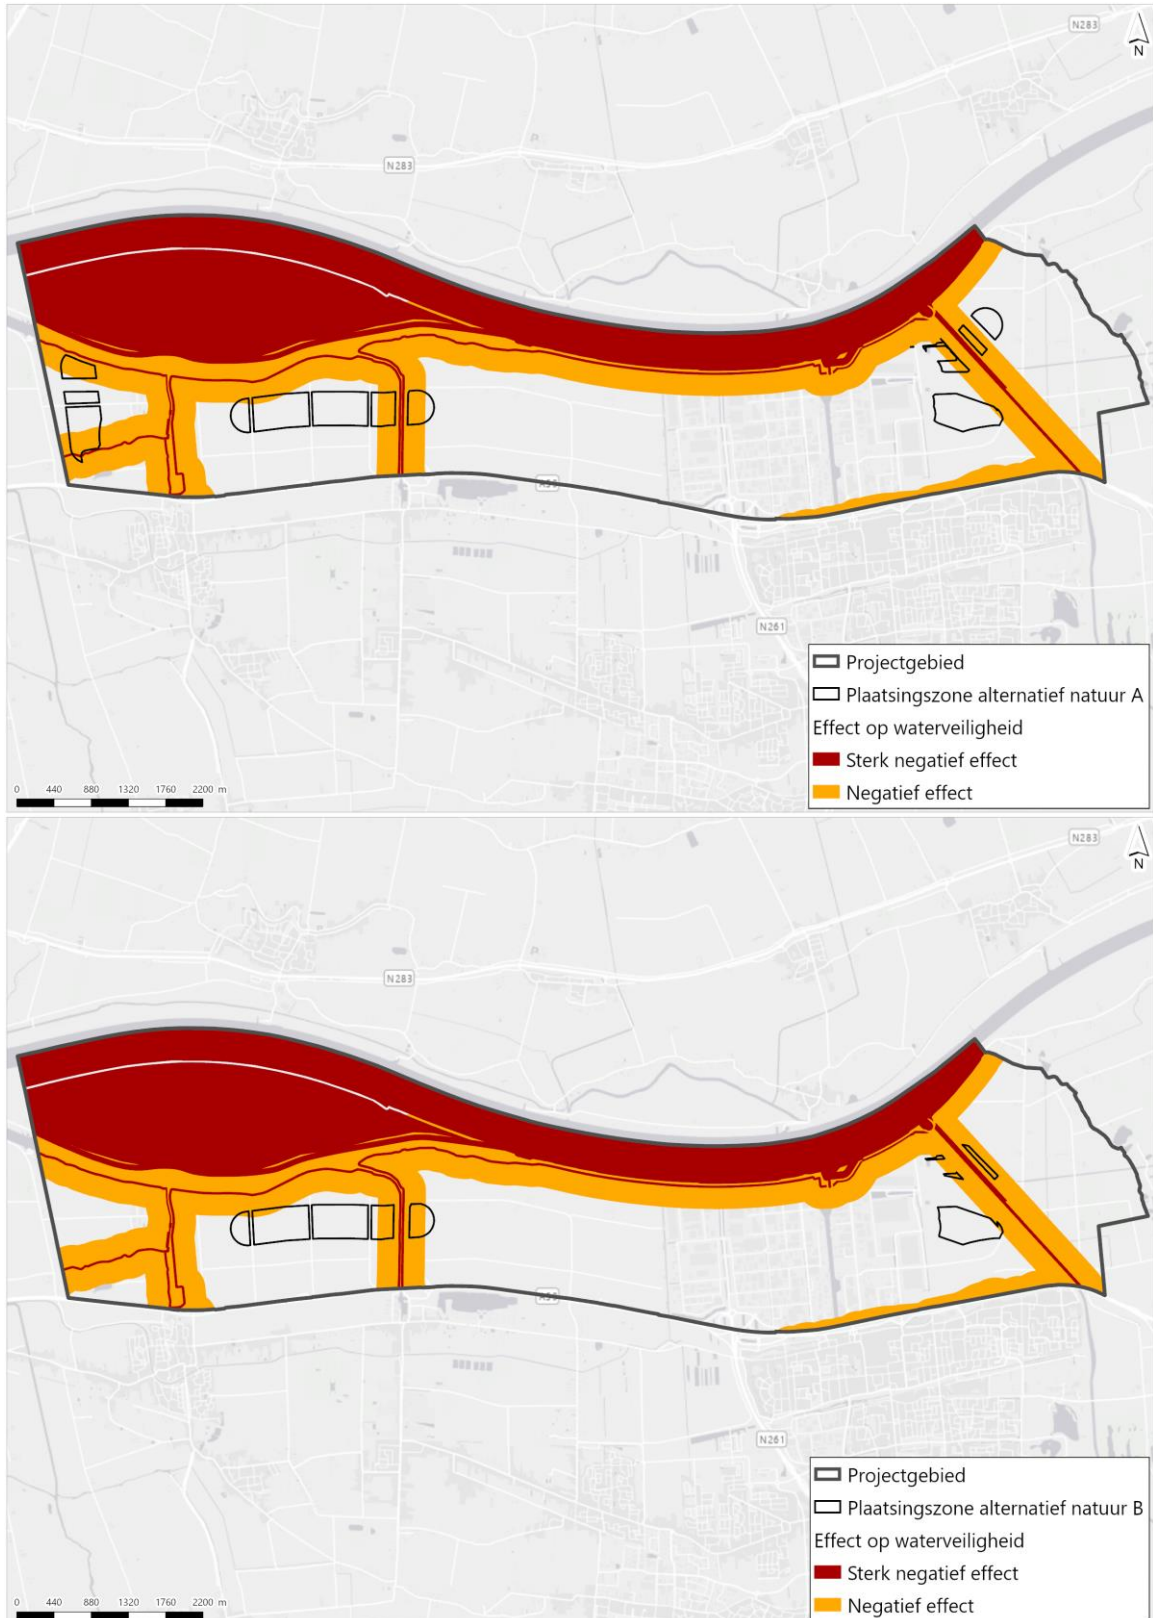 N283
N
N283
A59
N261
Projectgebied
Plaatsingszone alternatief natuur A
Effect op waterveiligheid
Sterk negatief effect
Negatief effect
0 440 880 1320 1760 2200 m
N283
N
N283
A59
N261
Projectgebied
Plaatsingszone alternatief natuur B
Effect op waterveiligheid
Sterk negatief effect
Negatief effect
0 440 880 1320 1760 2200 m